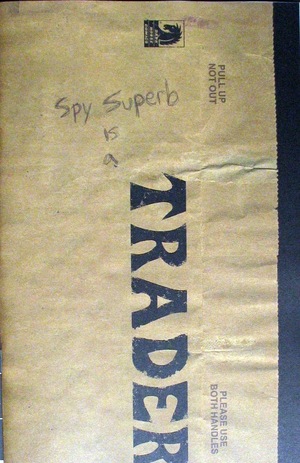 PULL UP
NOT OUT
Spy Superb
is
a
TRADER
PLEASE USE
BOTH HANDLES